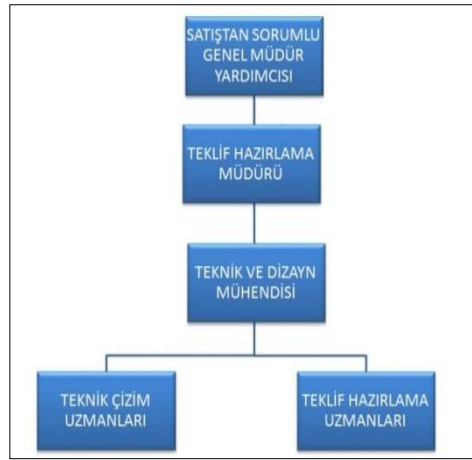 SATIŞTAN SORUMLU
GENEL MÜDÜR
YARDIMCISI
TEKLİF HAZIRLAMA
MÜDÜRÜ
TEKNİK VE DİZAYN
MÜHENDİSİ
TEKNİK ÇİZİM
UZMANLARI
TEKLİF HAZIRLAMA
UZMANLARI